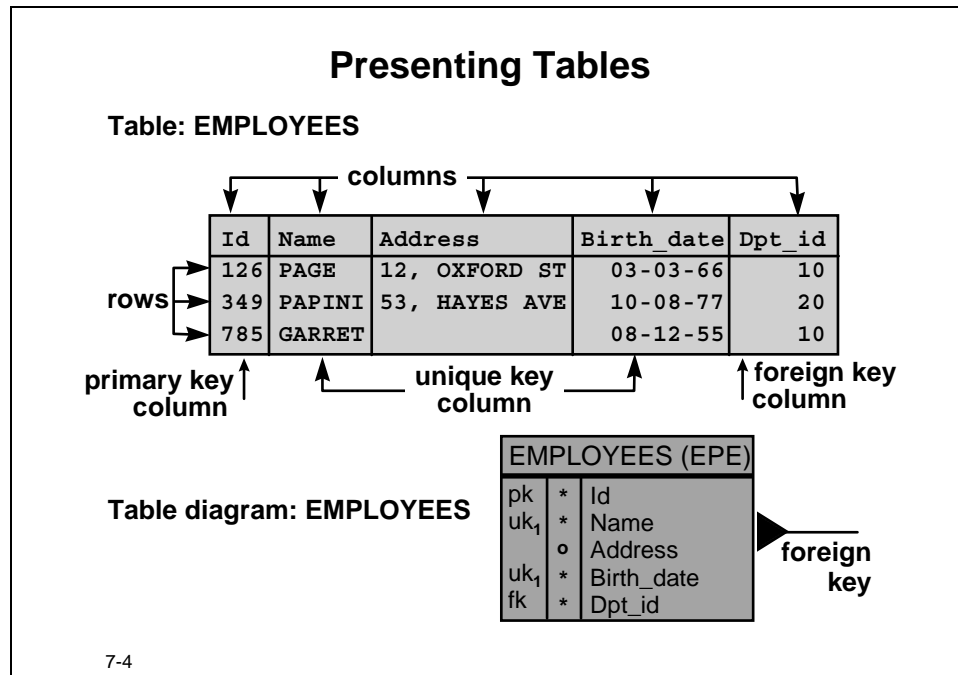 Presenting Tables
Table: EMPLOYEES
columns
Id Name Address Birth_date Dpt_id
126 PAGE 12, OXFORD ST 03-03-66 10
rows 349 PAPINI 53, HAYES AVE 10-08-77 20
785 GARRET 08-12-55 10
primary key column
unique key column
foreign key column
EMPLOYEES (EPE)
Table diagram: EMPLOYEES
pk * Id
uk1 * Name
o Address
uk1 * Birth_date
fk * Dpt_id
foreign key
7-4